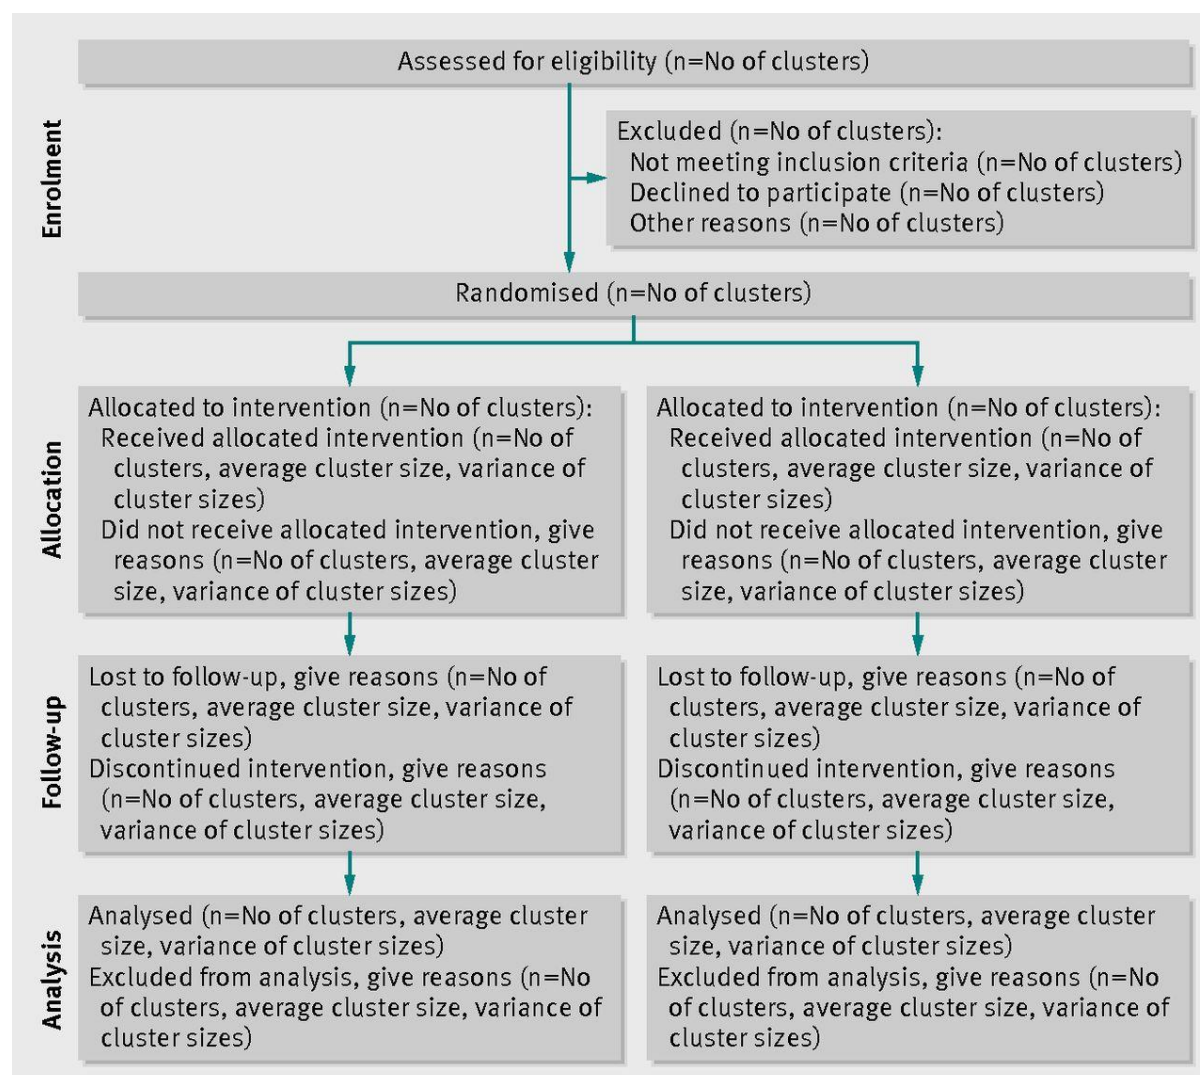 Enrolment
Assessed for eligibility (n=No of clusters)
Excluded (n=No of clusters):
Not meeting inclusion criteria (n=No of clusters)
Declined to participate (n=No of clusters)
Other reasons (n=No of clusters)
Randomised (n=No of clusters)
Allocation
Allocated to intervention (n=No of clusters):
Received allocated intervention (n=No of
clusters, average cluster size, variance of
cluster sizes)
Did not receive allocated intervention, give
reasons (n=No of clusters, average cluster
size, variance of cluster sizes)
Allocated to intervention (n=No of clusters):
Received allocated intervention (n=No of
clusters, average cluster size, variance of
cluster sizes)
Did not receive allocated intervention, give
reasons (n=No of clusters, average cluster
size, variance of cluster sizes)
Follow-up
Lost to follow-up, give reasons (n=No of
clusters, average cluster size, variance of
cluster sizes)
Discontinued intervention, give reasons
(n=No of clusters, average cluster size,
variance of cluster sizes)
Lost to follow-up, give reasons (n=No of
clusters, average cluster size, variance of
cluster sizes)
Discontinued intervention, give reasons
(n=No of clusters, average cluster size,
variance of cluster sizes)
Analysis
Analysed (n=No of clusters, average cluster
size, variance of cluster sizes)
Excluded from analysis, give reasons (n=No
of clusters, average cluster size, variance of
cluster sizes)
Analysed (n=No of clusters, average cluster
size, variance of cluster sizes)
Excluded from analysis, give reasons (n=No
of clusters, average cluster size, variance of
cluster sizes)